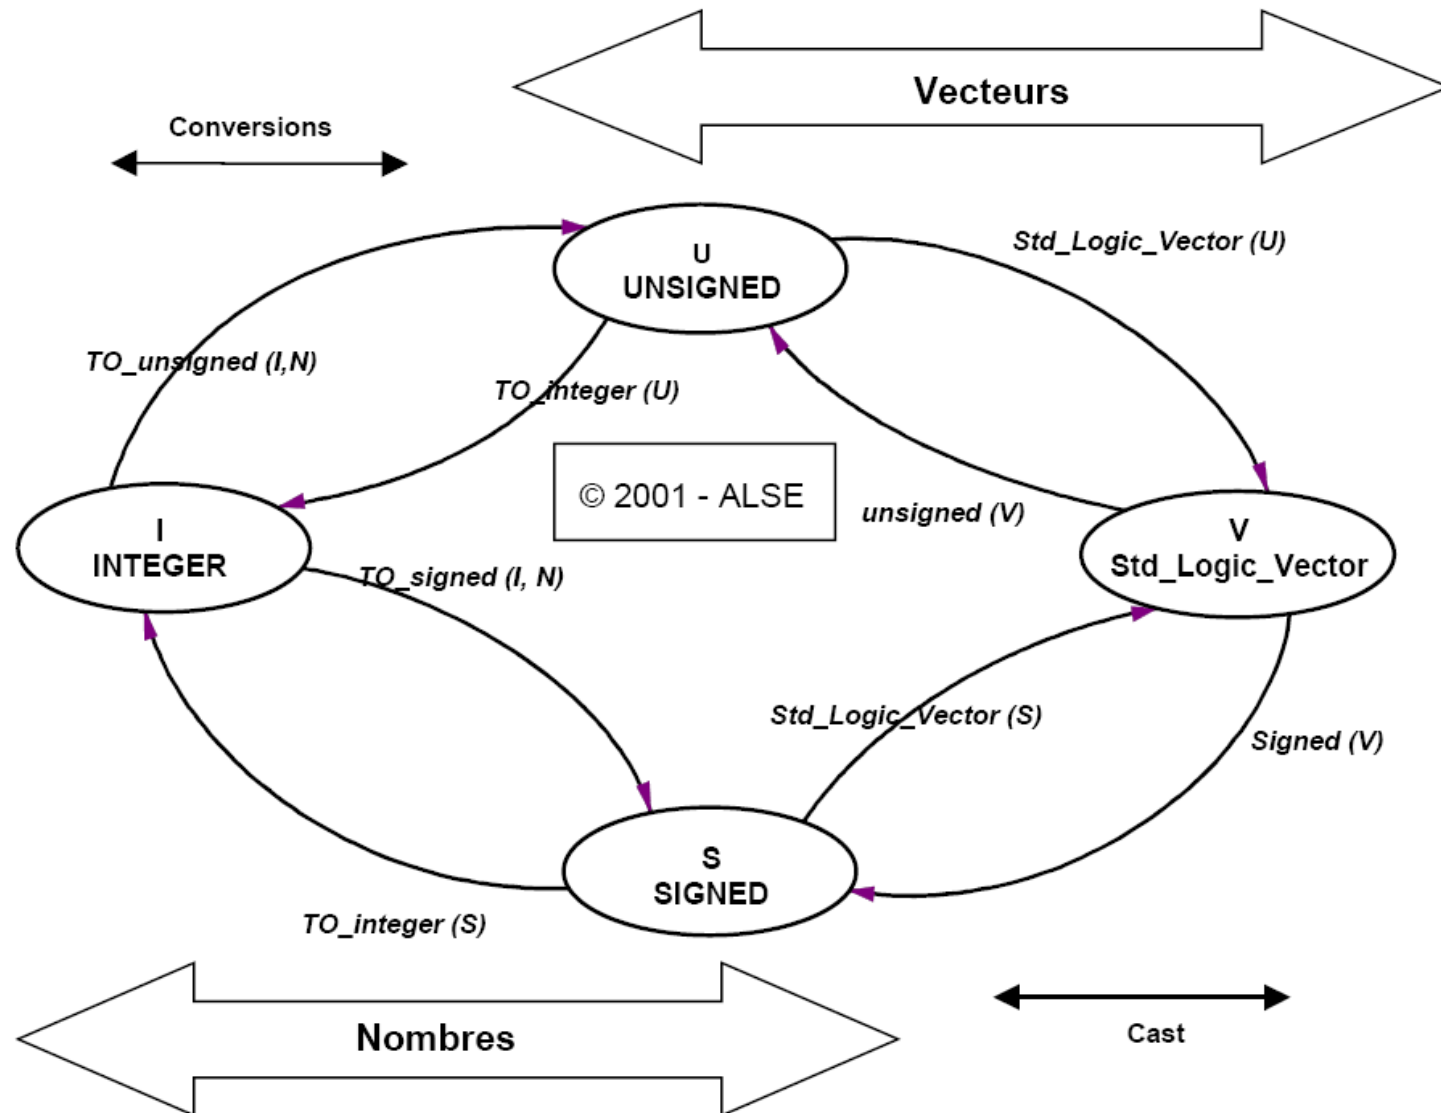 Vecteurs
Conversions
U
UNSIGNED
Std_Logic_Vector (U)
TO_unsigned (I,N)
TO_integer (U)
© 2001 - ALSE
unsigned (V)
I
INTEGER
V
Std_Logic_Vector
TO_signed (I, N)
Std_Logic_Vector (S)
Signed (V)
S
SIGNED
TO_integer (S)
Nombres
Cast